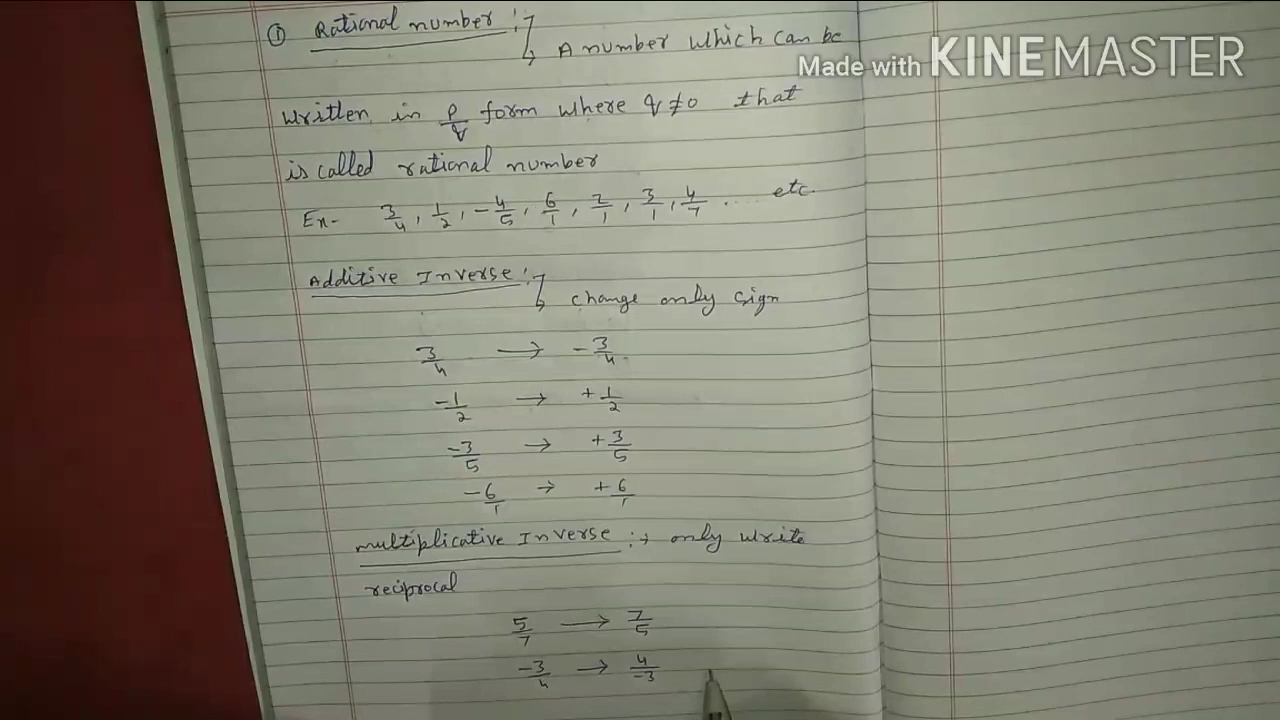 ① Rational number :→ A number which can be
Made with KINEMASTER
written in p/q form where q ≠ 0 that
is called rational number
Ex- 3/4, 1/2, -4/5, 6/1, 7/1, 3/1, 4/7 .... etc.
Additive Inverse :→ change only sign
3/4 → -3/4
-1/2 → +1/2
-3/5 → +3/5
-6/1 → +6/1
multiplicative Inverse :→ only write
reciprocal
5/7 → 7/5
-3/4 → 4/-3